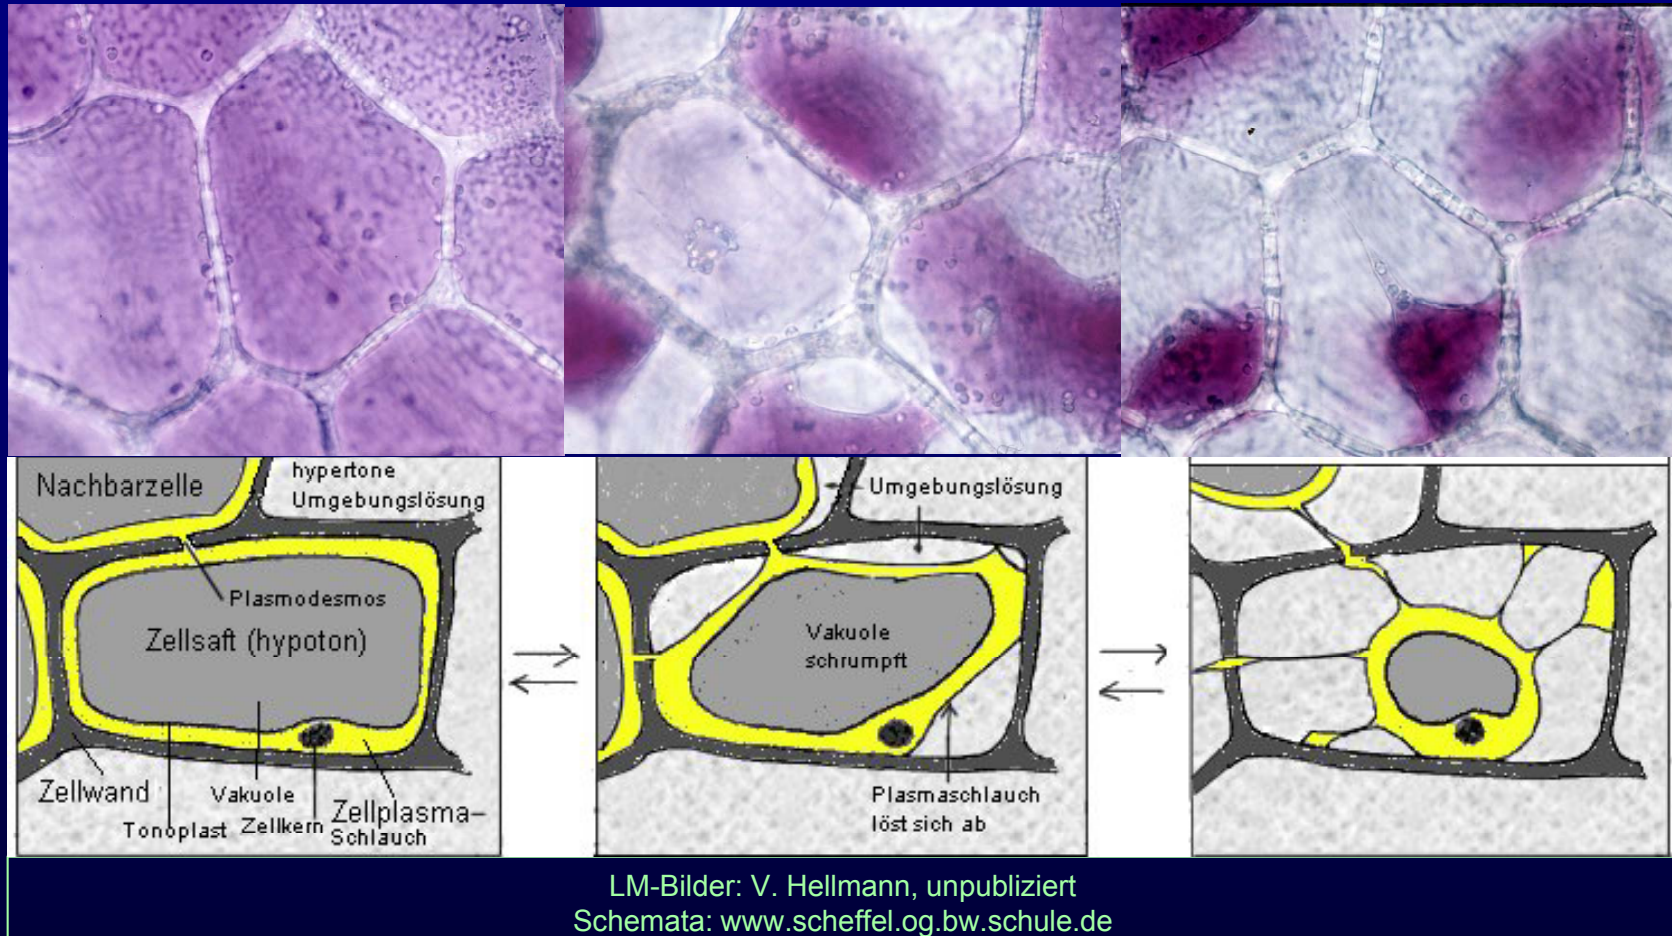 Nachbarzelle
hypertone
Umgebungslösung
Plasmodesmos
Zellsaft (hypoton)
Zellwand
Tonoplast
Vakuole
Zellkern
Zellplasma–
Schlauch
Umgebungslösung
Vakuole
schrumpft
Plasmaschlauch
löst sich ab
LM-Bilder: V. Hellmann, unpubliziert
Schemata: www.scheffel.og.bw.schule.de